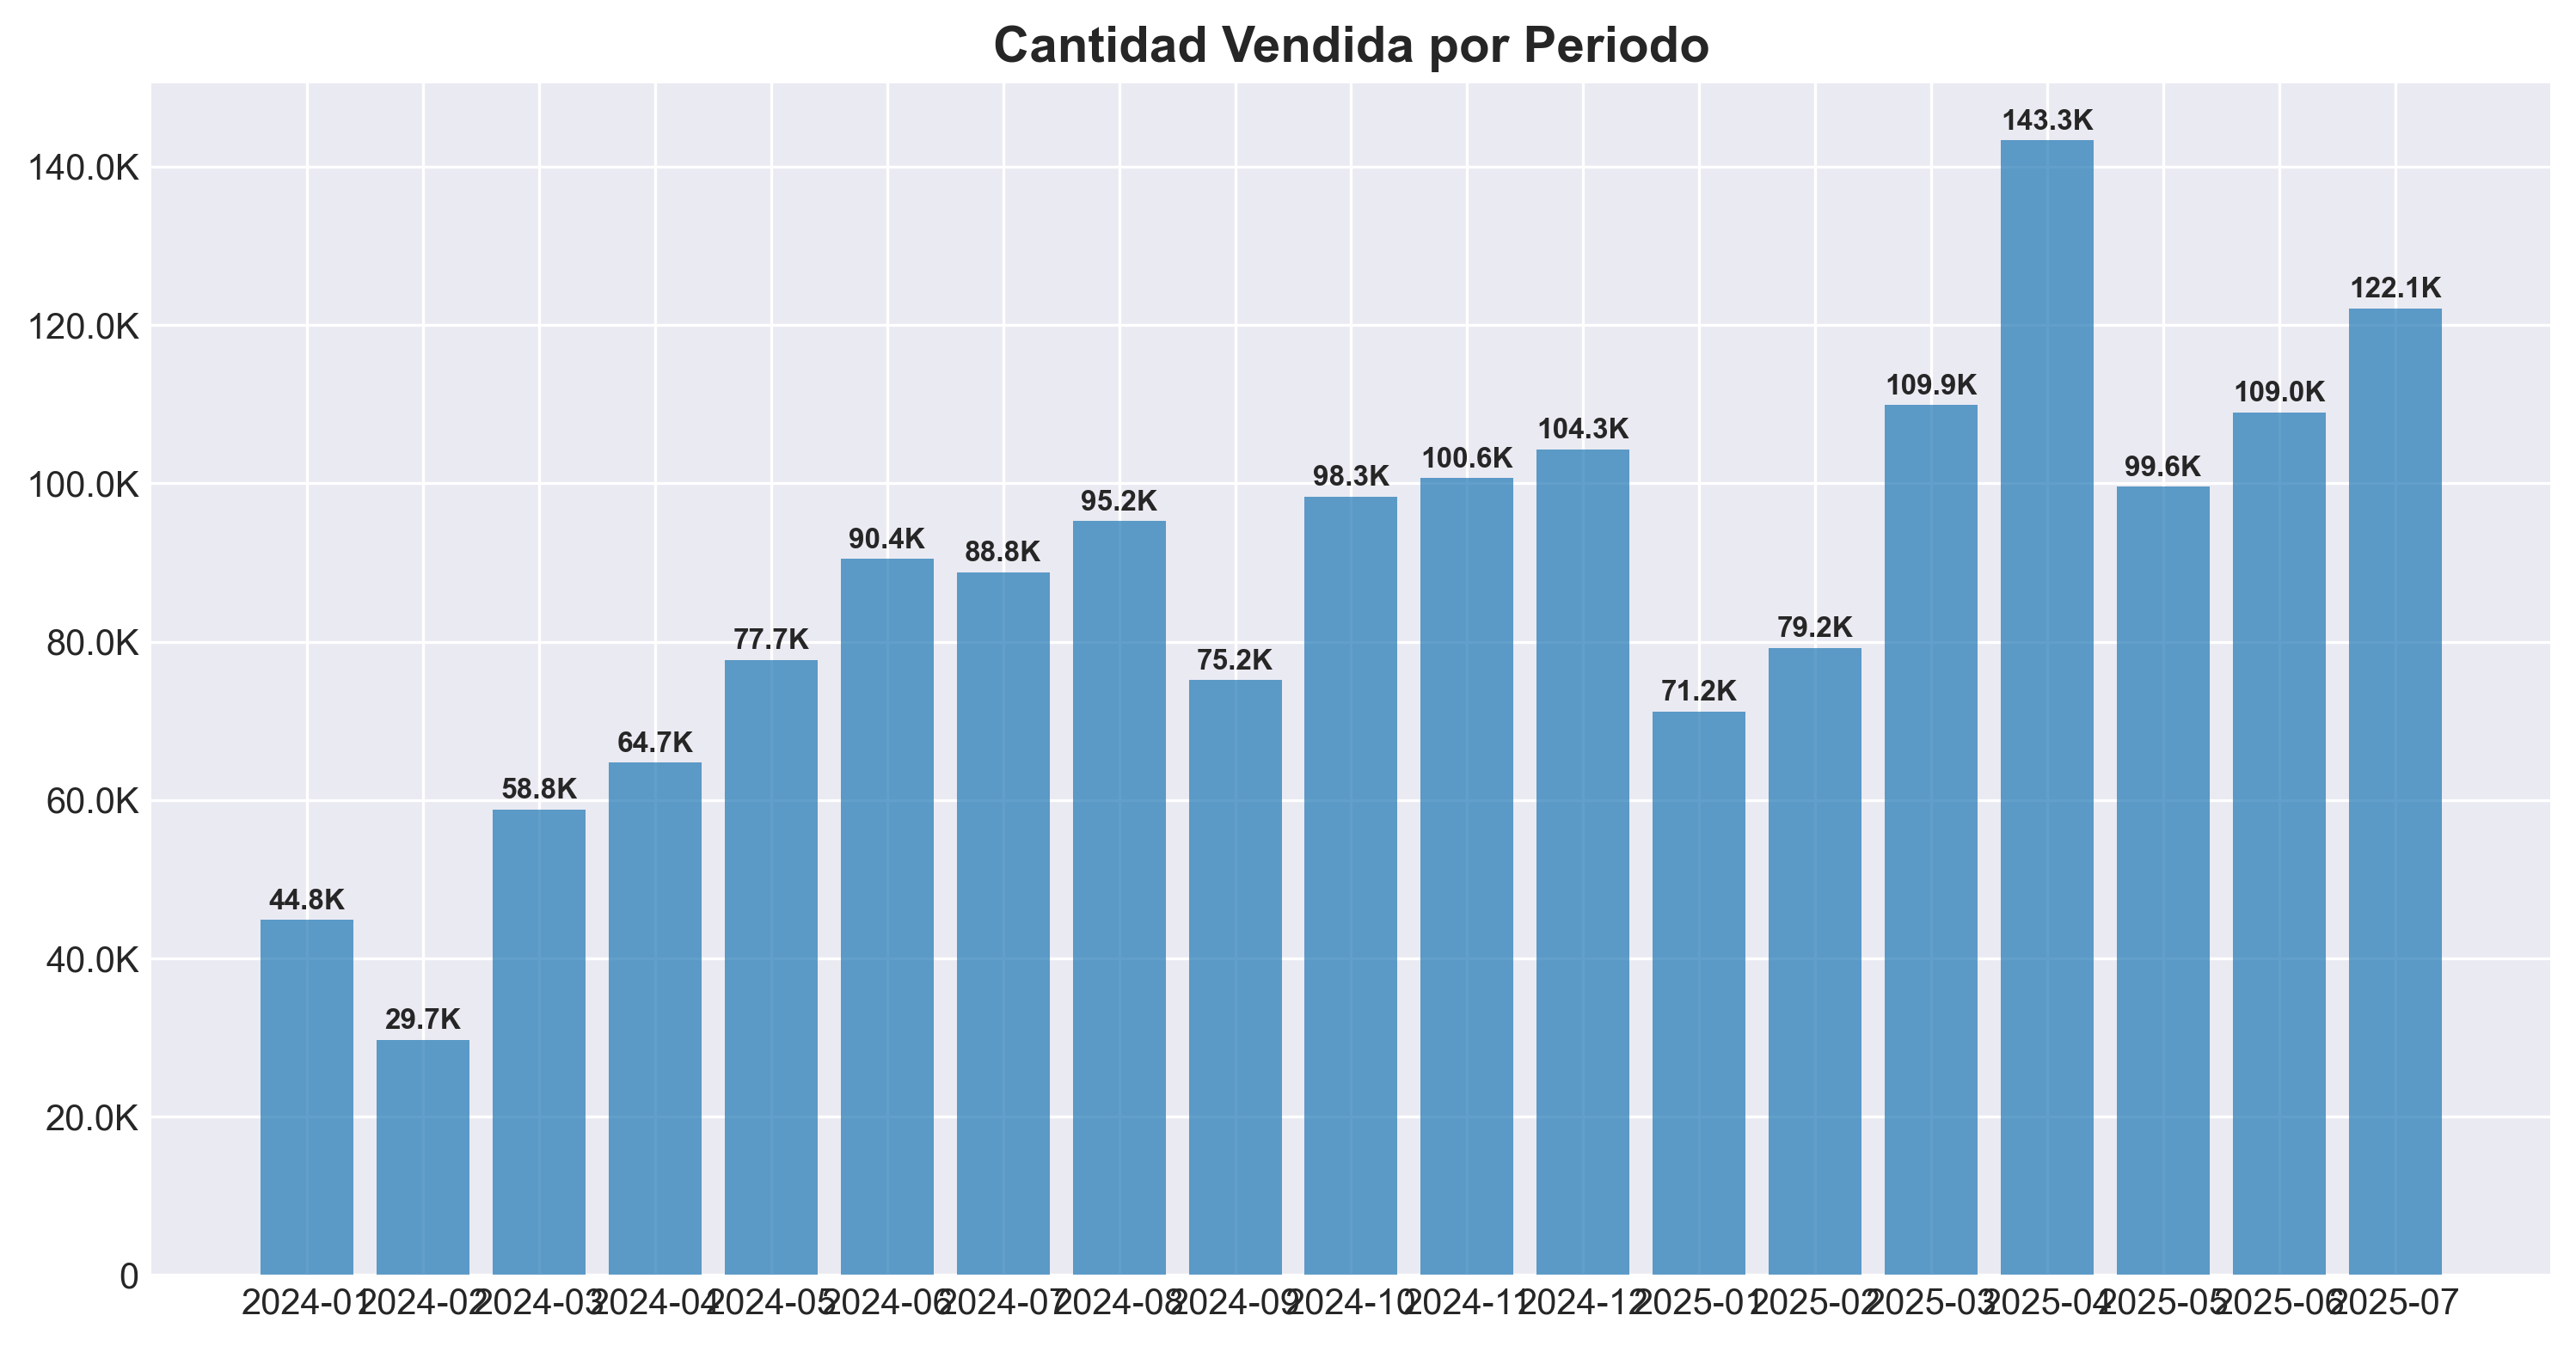 Cantidad Vendida por Periodo
140.0K
120.0K
100.0K
80.0K
60.0K
40.0K
20.0K
0
44.8K
29.7K
58.8K
64.7K
77.7K
90.4K
88.8K
95.2K
75.2K
98.3K
100.6K
104.3K
71.2K
79.2K
109.9K
143.3K
99.6K
109.0K
122.1K
2024-01 2024-02 2024-03 2024-04 2024-05 2024-06 2024-07 2024-08 2024-09 2024-10 2024-11 2024-12 2025-01 2025-02 2025-03 2025-04 2025-05 2025-06 2025-07